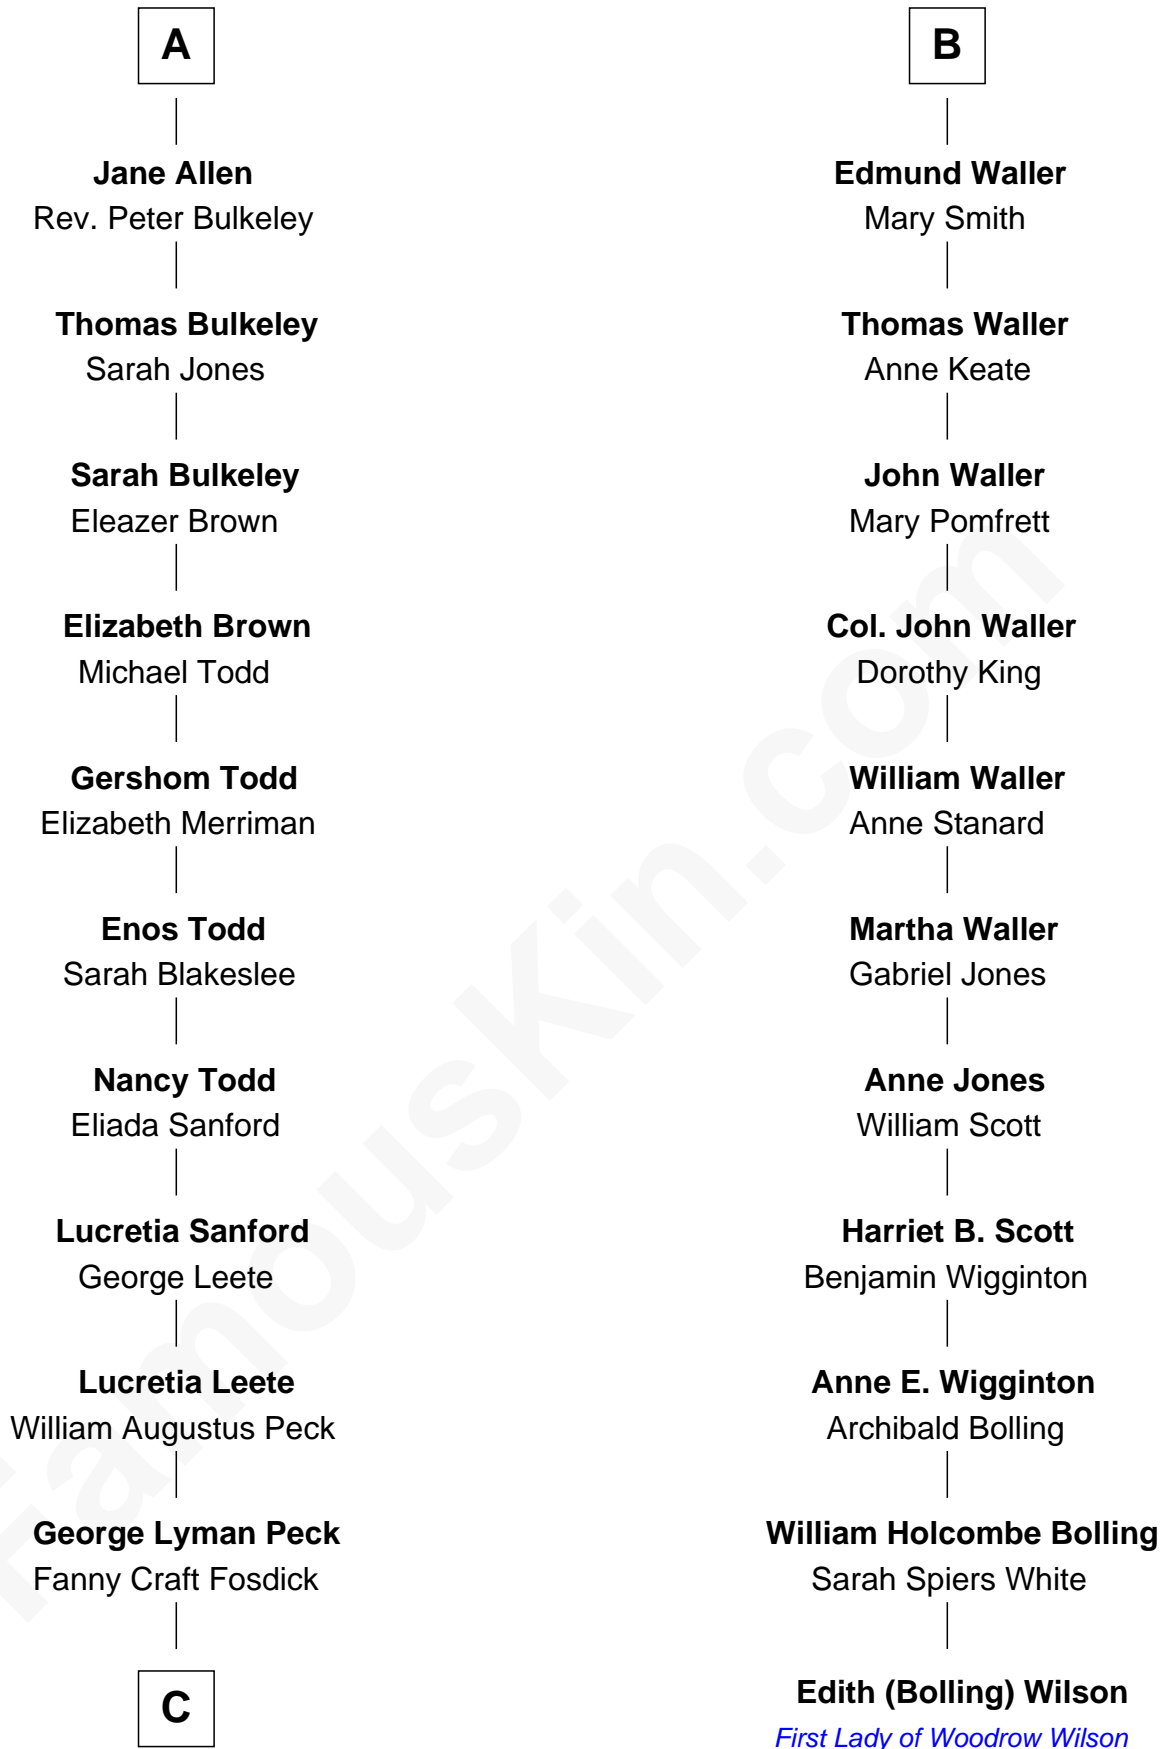 A
Jane Allen
Rev. Peter Bulkeley
Thomas Bulkeley
Sarah Jones
Sarah Bulkeley
Eleazer Brown
Elizabeth Brown
Michael Todd
Gershom Todd
Elizabeth Merriman
Enos Todd
Sarah Blakeslee
Nancy Todd
Eliada Sanford
Lucretia Sanford
George Leete
Lucretia Leete
William Augustus Peck
George Lyman Peck
Fanny Craft Fosdick
C
B
Edmund Waller
Mary Smith
Thomas Waller
Anne Keate
John Waller
Mary Pomfrett
Col. John Waller
Dorothy King
William Waller
Anne Stanard
Martha Waller
Gabriel Jones
Anne Jones
William Scott
Harriet B. Scott
Benjamin Wigginton
Anne E. Wigginton
Archibald Bolling
William Holcombe Bolling
Sarah Spiers White
Edith (Bolling) Wilson
First Lady of Woodrow Wilson
FamousKin.com